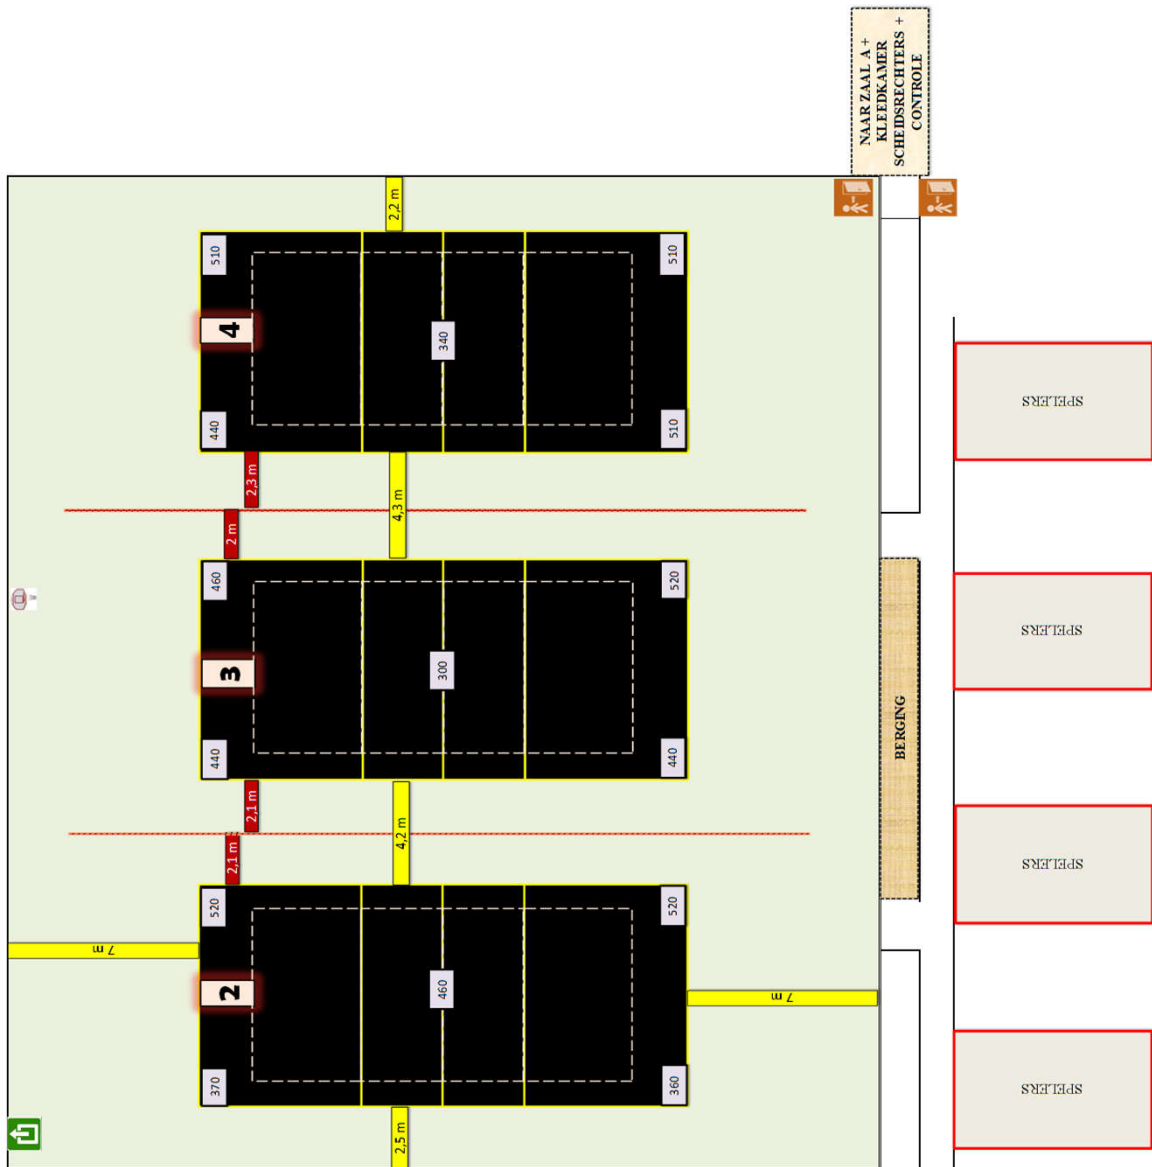 NAAR ZAAL A +
KLEEDKAMER
SCHEIDSRECHTERS +
CONTROLE
2,2 m
510
4
440
340
510
510
2,3 m
2 m
4,3 m
460
3
440
300
520
440
2,1 m
2,1 m
4,2 m
520
2
370
460
520
360
7 m
7 m
2,5 m
BERGING
SPELERS
SPELERS
SPELERS
SPELERS